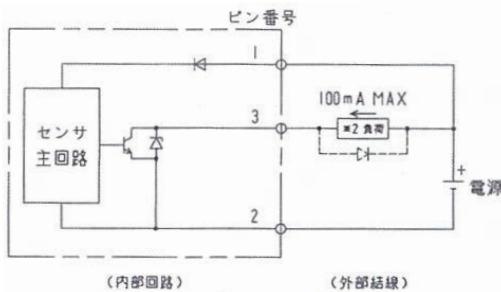 ピン番号
1
100mA MAX
3
※2 負荷
センサ
主回路
+
電源
2
(内部回路)
(外部結線)